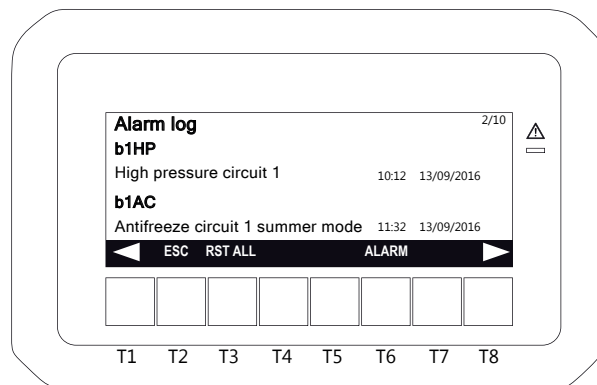 Alarm log 2/10
b1HP
High pressure circuit 1 10:12 13/09/2016
b1AC
Antifreeze circuit 1 summer mode 11:32 13/09/2016
ESC RST ALL ALARM
T1 T2 T3 T4 T5 T6 T7 T8